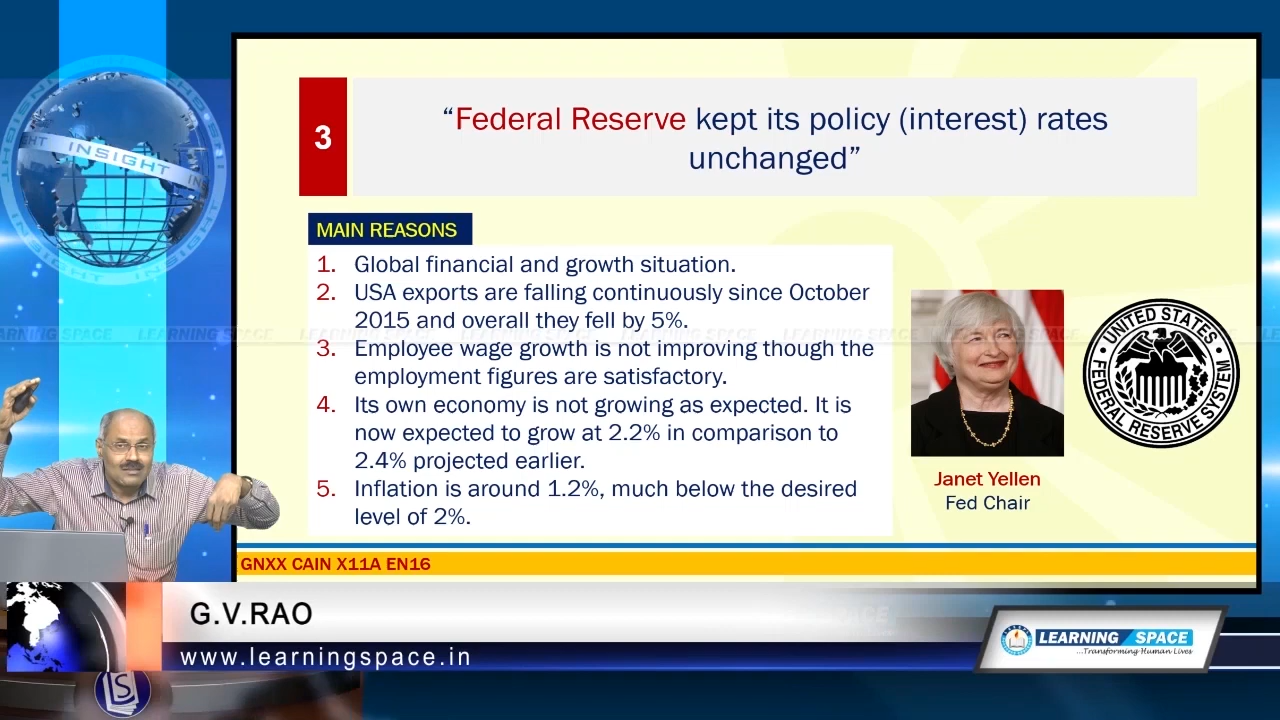 INSIGHT
3
“Federal Reserve kept its policy (interest) rates
unchanged”
MAIN REASONS
1. Global financial and growth situation.
2. USA exports are falling continuously since October
2015 and overall they fell by 5%.
3. Employee wage growth is not improving though the
employment figures are satisfactory.
4. Its own economy is not growing as expected. It is
now expected to grow at 2.2% in comparison to
2.4% projected earlier.
5. Inflation is around 1.2%, much below the desired
level of 2%.
UNITED STATES
FEDERAL RESERVE SYSTEM
Janet Yellen
Fed Chair
LEARNING SPACE
GNXX CAIN X11A EN16
G.V.RAO
www.learningspace.in
LS
LEARNING SPACE
...Transforming Human Lives